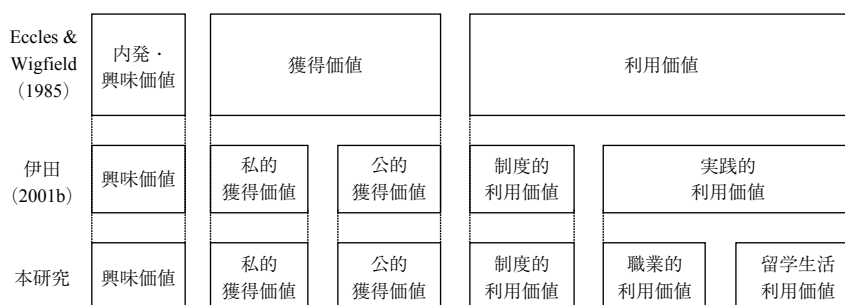 Eccles &
Wigfield
（1985）
内発・
興味価値
獲得価値
利用価値
伊田
(2001b)
興味価値
私的
獲得価値
公的
獲得価値
制度的
利用価値
実践的
利用価値
本研究
興味価値
私的
獲得価値
公的
獲得価値
制度的
利用価値
職業的
利用価値
留学生活
利用価値